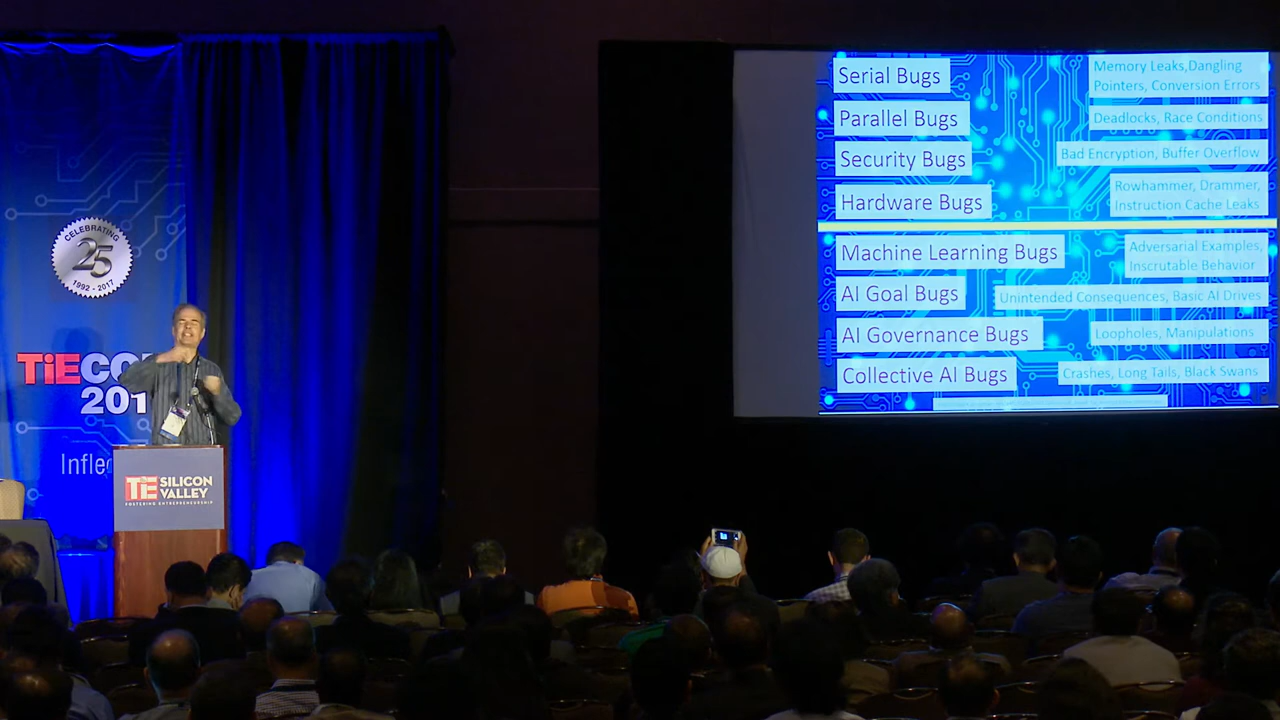 CELEBRATING
25
1992 - 2017
TiECO
201
Infle
TiE SILICON
VALLEY
FOSTERING ENTREPRENEURSHIP
Serial Bugs
Memory Leaks,Dangling
Pointers, Conversion Errors
Parallel Bugs
Deadlocks, Race Conditions
Security Bugs
Bad Encryption, Buffer Overflow
Hardware Bugs
Rowhammer, Drammer,
Instruction Cache Leaks
Machine Learning Bugs
Adversarial Examples,
Inscrutable Behavior
AI Goal Bugs
Unintended Consequences, Basic AI Drives
AI Governance Bugs
Loopholes, Manipulations
Collective AI Bugs
Crashes, Long Tails, Black Swans